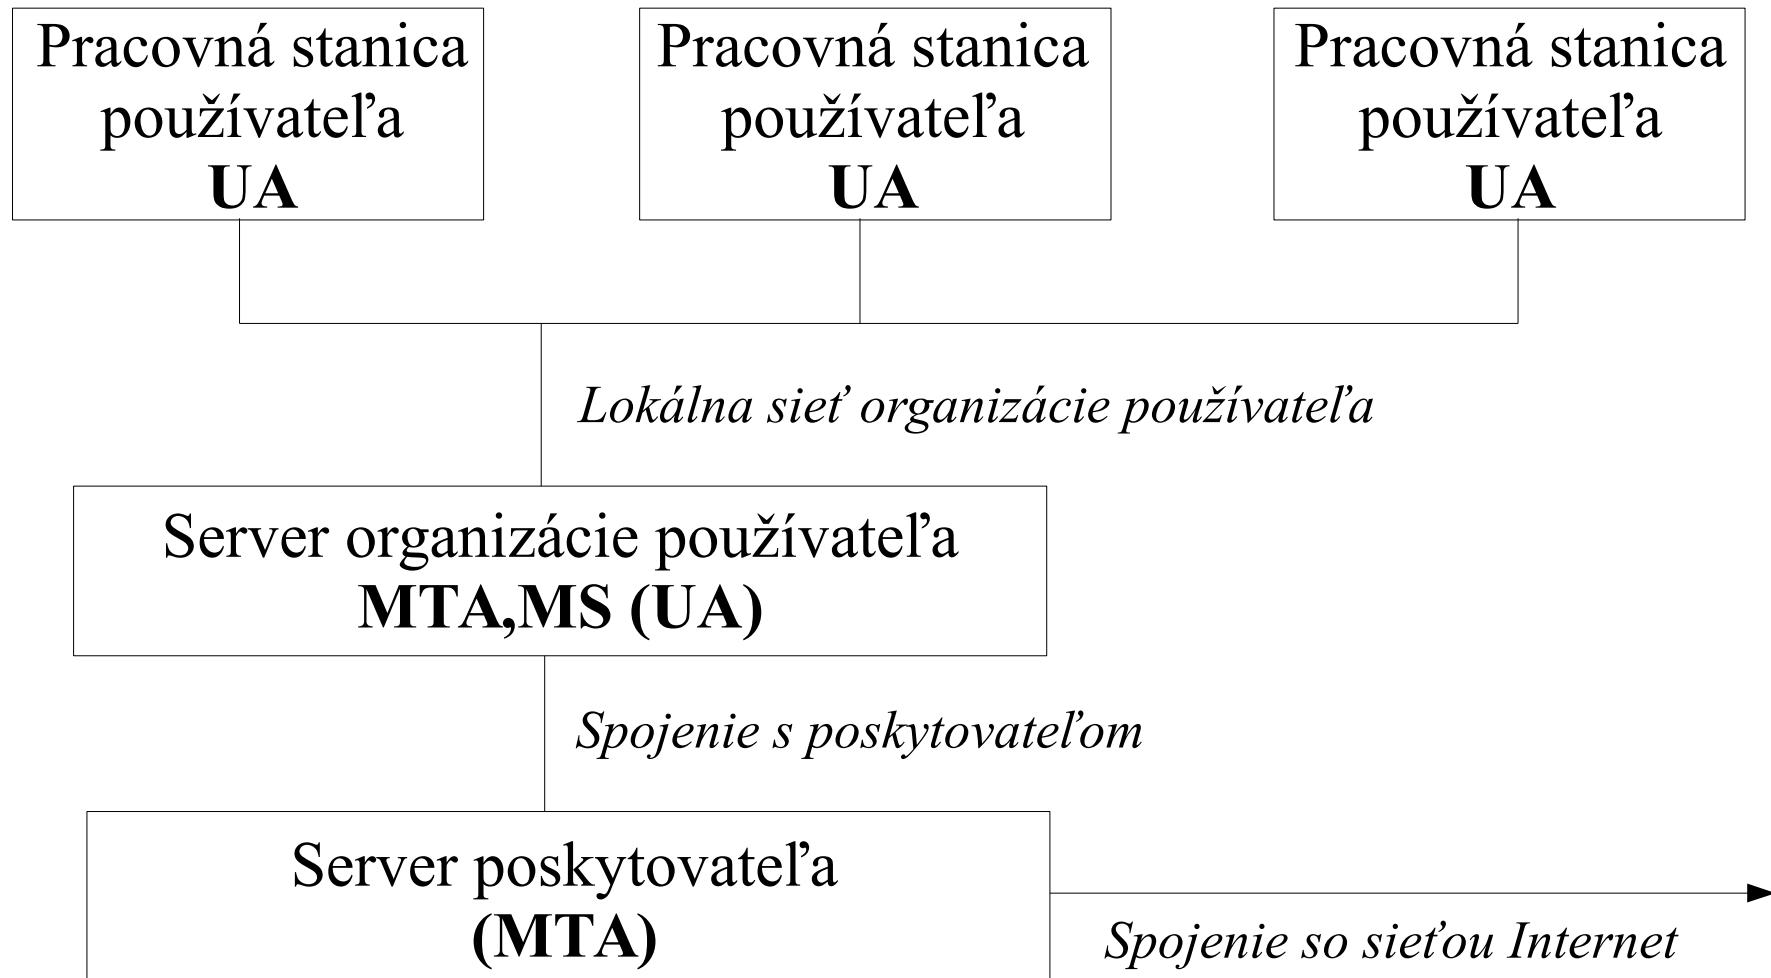 Pracovná stanica
používateľa
UA
Pracovná stanica
používateľa
UA
Pracovná stanica
používateľa
UA
Lokálna sieť organizácie používateľa
Server organizácie používateľa
MTA,MS (UA)
Spojenie s poskytovateľom
Server poskytovateľa
(MTA)
Spojenie so sieťou Internet